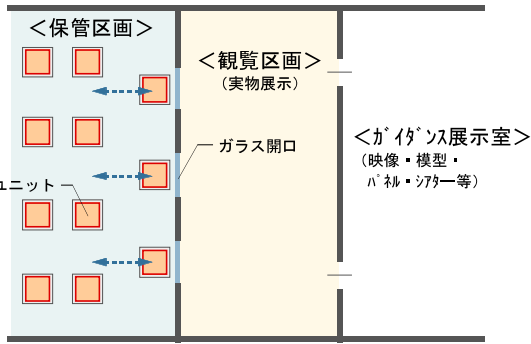 ＜保管区画＞
＜観覧区画＞
（実物展示）
ガラス開口
＜ｶﾞｲﾀﾞﾝｽ展示室＞
（映像・模型・
ﾊﾟﾈﾙ・ｼｱﾀｰ等）
ユニット